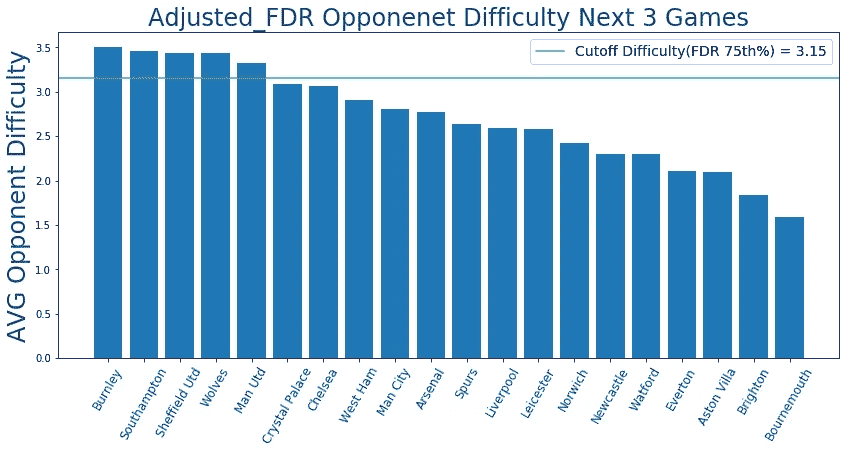 Adjusted_FDR Opponenet Difficulty Next 3 Games
Cutoff Difficulty(FDR 75th%) = 3.15
AVG Opponent Difficulty
3.5
3.0
2.5
2.0
1.5
1.0
0.5
0.0
Burnley
Southampton
Sheffield Utd
Wolves
Man Utd
Crystal Palace
Chelsea
West Ham
Man City
Arsenal
Spurs
Liverpool
Leicester
Norwich
Newcastle
Watford
Everton
Aston Villa
Brighton
Bournemouth